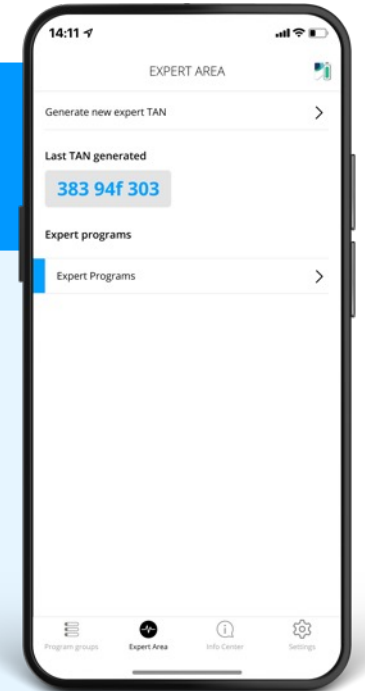 14:11
EXPERT AREA
Generate new expert TAN
Last TAN generated
383 94f 303
Expert programs
Expert Programs
Program groups
Expert Area
Info Center
Settings